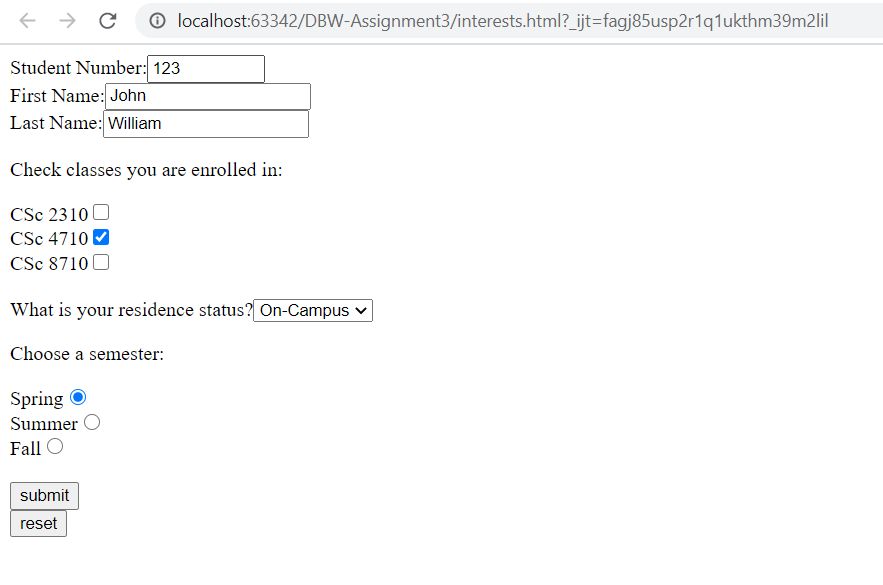 localhost:63342/DBW-Assignment3/interests.html?_ijt=fagj85usp2r1q1ukthm39m2lil
Student Number: 123
First Name: John
Last Name: William
Check classes you are enrolled in:
CSc 2310
CSc 4710
CSc 8710
What is your residence status? On-Campus
Choose a semester:
Spring
Summer
Fall
submit
reset